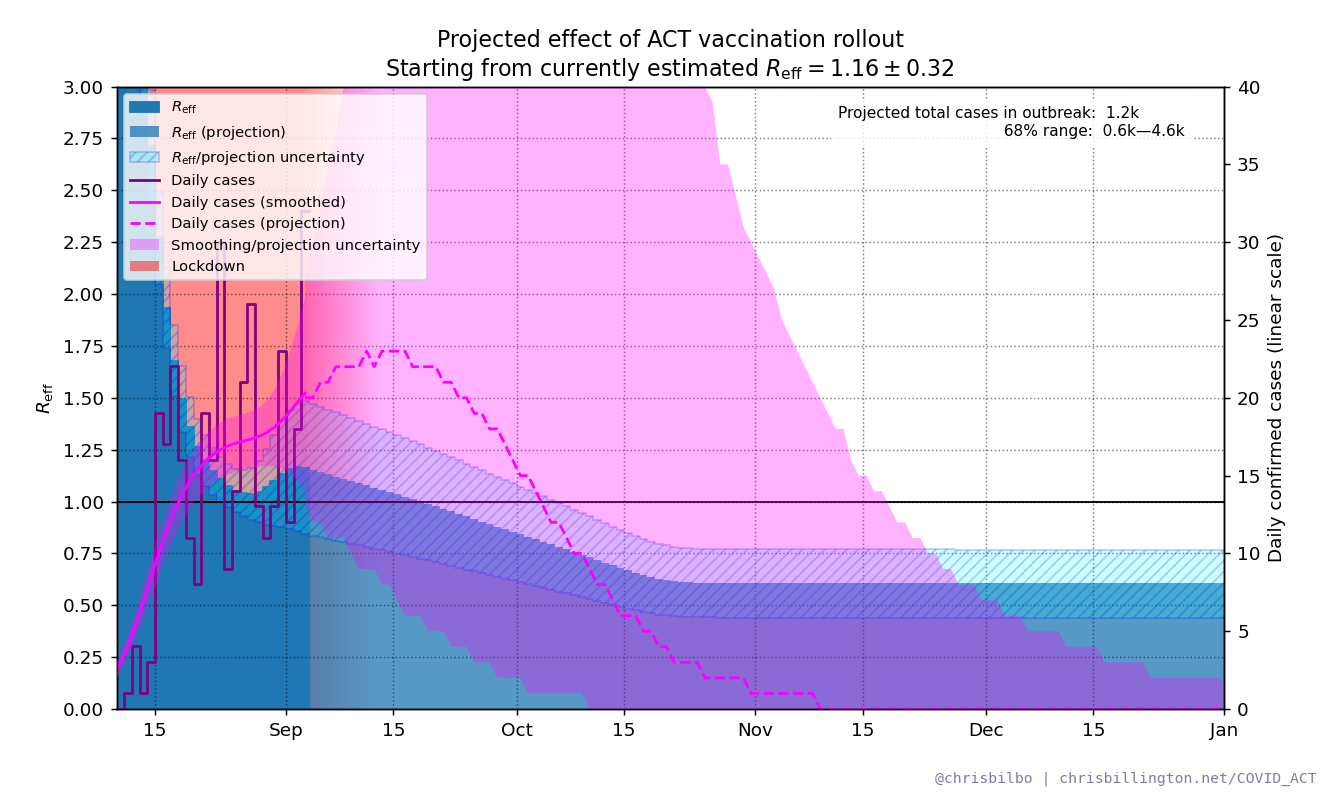 Projected effect of ACT vaccination rollout
Starting from currently estimated Reff = 1.16 ± 0.32
Projected total cases in outbreak: 1.2k
68% range: 0.6k—4.6k
Reff
Reff (projection)
Reff/projection uncertainty
Daily cases
Daily cases (smoothed)
Daily cases (projection)
Smoothing/projection uncertainty
Lockdown
3.00
2.75
2.50
2.25
2.00
1.75
1.50
1.25
1.00
0.75
0.50
0.25
0.00
Reff
40
35
30
25
20
15
10
5
0
Daily confirmed cases (linear scale)
15 Sep 15 Oct 15 Nov 15 Dec 15 Jan
@chrisbilbo | chrisbillington.net/COVID_ACT